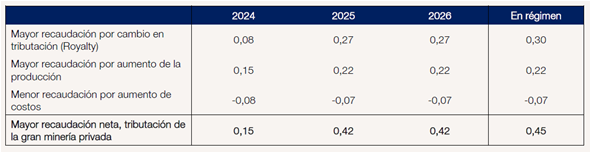 2024 2025 2026 En régimen
Mayor recaudación por cambio en
tributación (Royalty) 0,08 0,27 0,27 0,30
Mayor recaudación por aumento de la
producción 0,15 0,22 0,22 0,22
Menor recaudación por aumento de
costos -0,08 -0,07 -0,07 -0,07
Mayor recaudación neta, tributación de
la gran minería privada 0,15 0,42 0,42 0,45